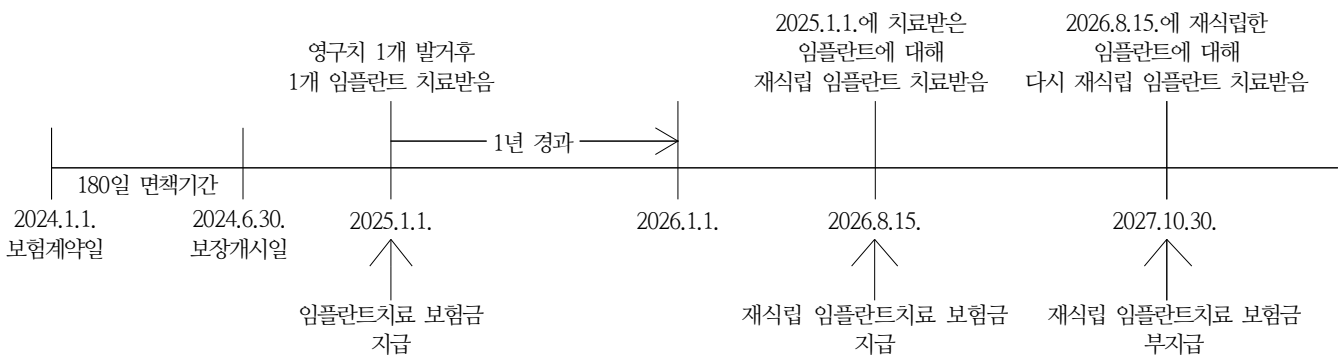 영구치 1개 발거후
1개 임플란트 치료받음
2025.1.1.에 치료받은
임플란트에 대해
재식립 임플란트 치료받음
2026.8.15.에 재식립한
임플란트에 대해
다시 재식립 임플란트 치료받음
1년 경과
180일 면책기간
2024.1.1.
보험계약일
2024.6.30.
보장개시일
2025.1.1.
2026.1.1.
2026.8.15.
2027.10.30.
임플란트치료 보험금
지급
재식립 임플란트치료 보험금
지급
재식립 임플란트치료 보험금
부지급